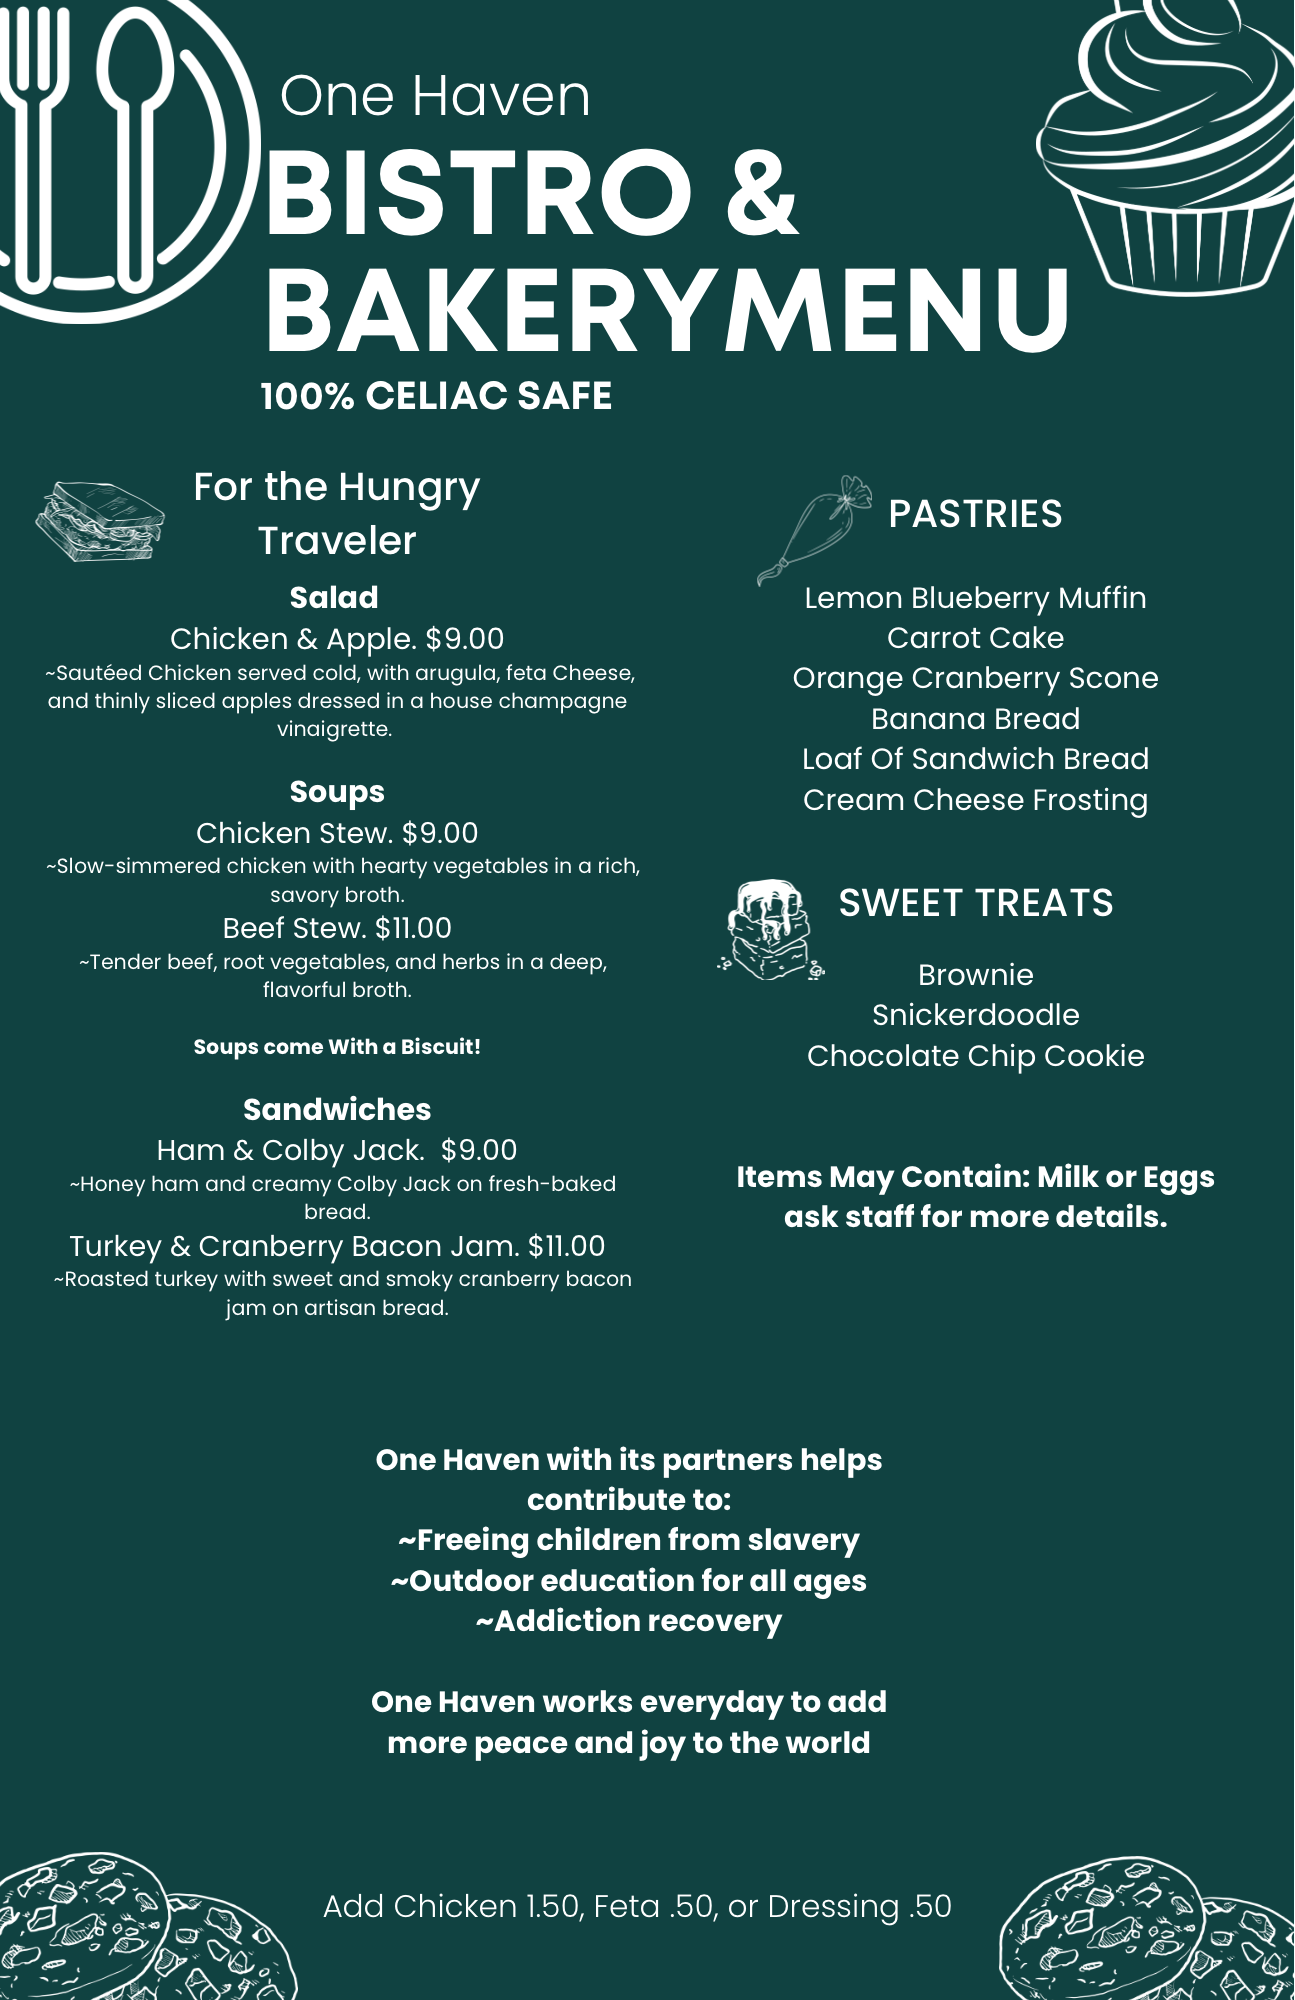 One Haven
BISTRO &
BAKERYMENU
100% CELIAC SAFE
For the Hungry
Traveler
Salad
Chicken & Apple. $9.00
~Sautéed Chicken served cold, with arugula, feta Cheese,
and thinly sliced apples dressed in a house champagne
vinaigrette.
Soups
Chicken Stew. $9.00
~Slow-simmered chicken with hearty vegetables in a rich,
savory broth.
Beef Stew. $11.00
~Tender beef, root vegetables, and herbs in a deep,
flavorful broth.
Soups come With a Biscuit!
Sandwiches
Ham & Colby Jack.  $9.00
~Honey ham and creamy Colby Jack on fresh-baked
bread.
Turkey & Cranberry Bacon Jam. $11.00
~Roasted turkey with sweet and smoky cranberry bacon
jam on artisan bread.
PASTRIES
Lemon Blueberry Muffin
Carrot Cake
Orange Cranberry Scone
Banana Bread
Loaf Of Sandwich Bread
Cream Cheese Frosting
SWEET TREATS
Brownie
Snickerdoodle
Chocolate Chip Cookie
Items May Contain: Milk or Eggs
ask staff for more details.
One Haven with its partners helps
contribute to:
~Freeing children from slavery
~Outdoor education for all ages
~Addiction recovery
One Haven works everyday to add
more peace and joy to the world
Add Chicken 1.50, Feta .50, or Dressing .50